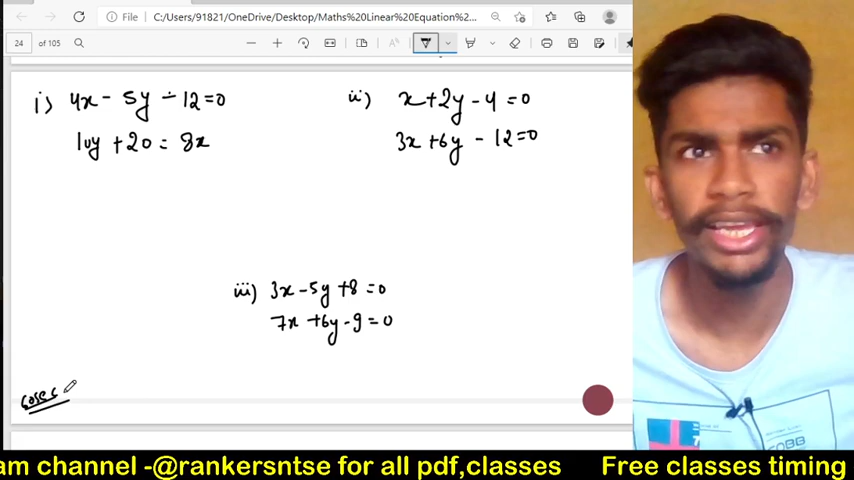 File
C:/Users/91821/OneDrive/Desktop/Maths%20Linear%20Equation%2...
24 of 105
i) 4x - 5y - 12 = 0
10y + 20 = 8x
ii) x + 2y - 4 = 0
3x + 6y - 12 = 0
iii) 3x - 5y + 8 = 0
7x + 6y - 9 = 0
am channel -@rankersntse for all pdf,classes Free classes timing